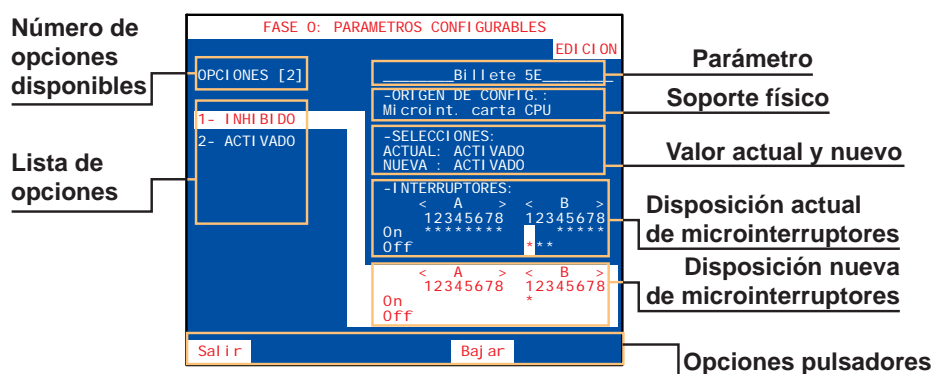 FASE 0: PARAMETROS CONFIGURABLES
EDICION
Número de
opciones
disponibles
OPCIONES [2]
________Billete 5E________
Parámetro
-ORIGEN DE CONFIG.:
Microint. carta CPU
Soporte físico
1- INHIBIDO
2- ACTIVADO
Lista de
opciones
-SELECCIONES:
ACTUAL: ACTIVADO
NUEVA : ACTIVADO
Valor actual y nuevo
-INTERRUPTORES:
< A > < B >
12345678 12345678
On ******** *****
Off ***
Disposición actual
de microinterruptores
< A > < B >
12345678 12345678
On *
Off
Disposición nueva
de microinterruptores
Salir Bajar
Opciones pulsadores